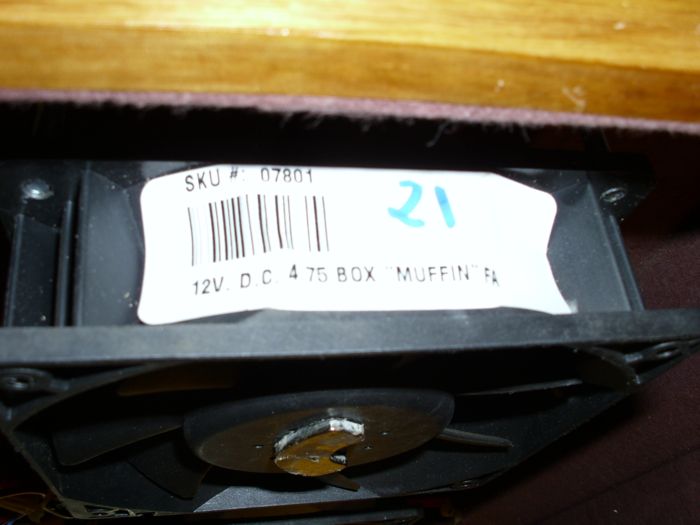 SKU #: 07801
21
12V. D.C. 4 75 BOX "MUFFIN" FA